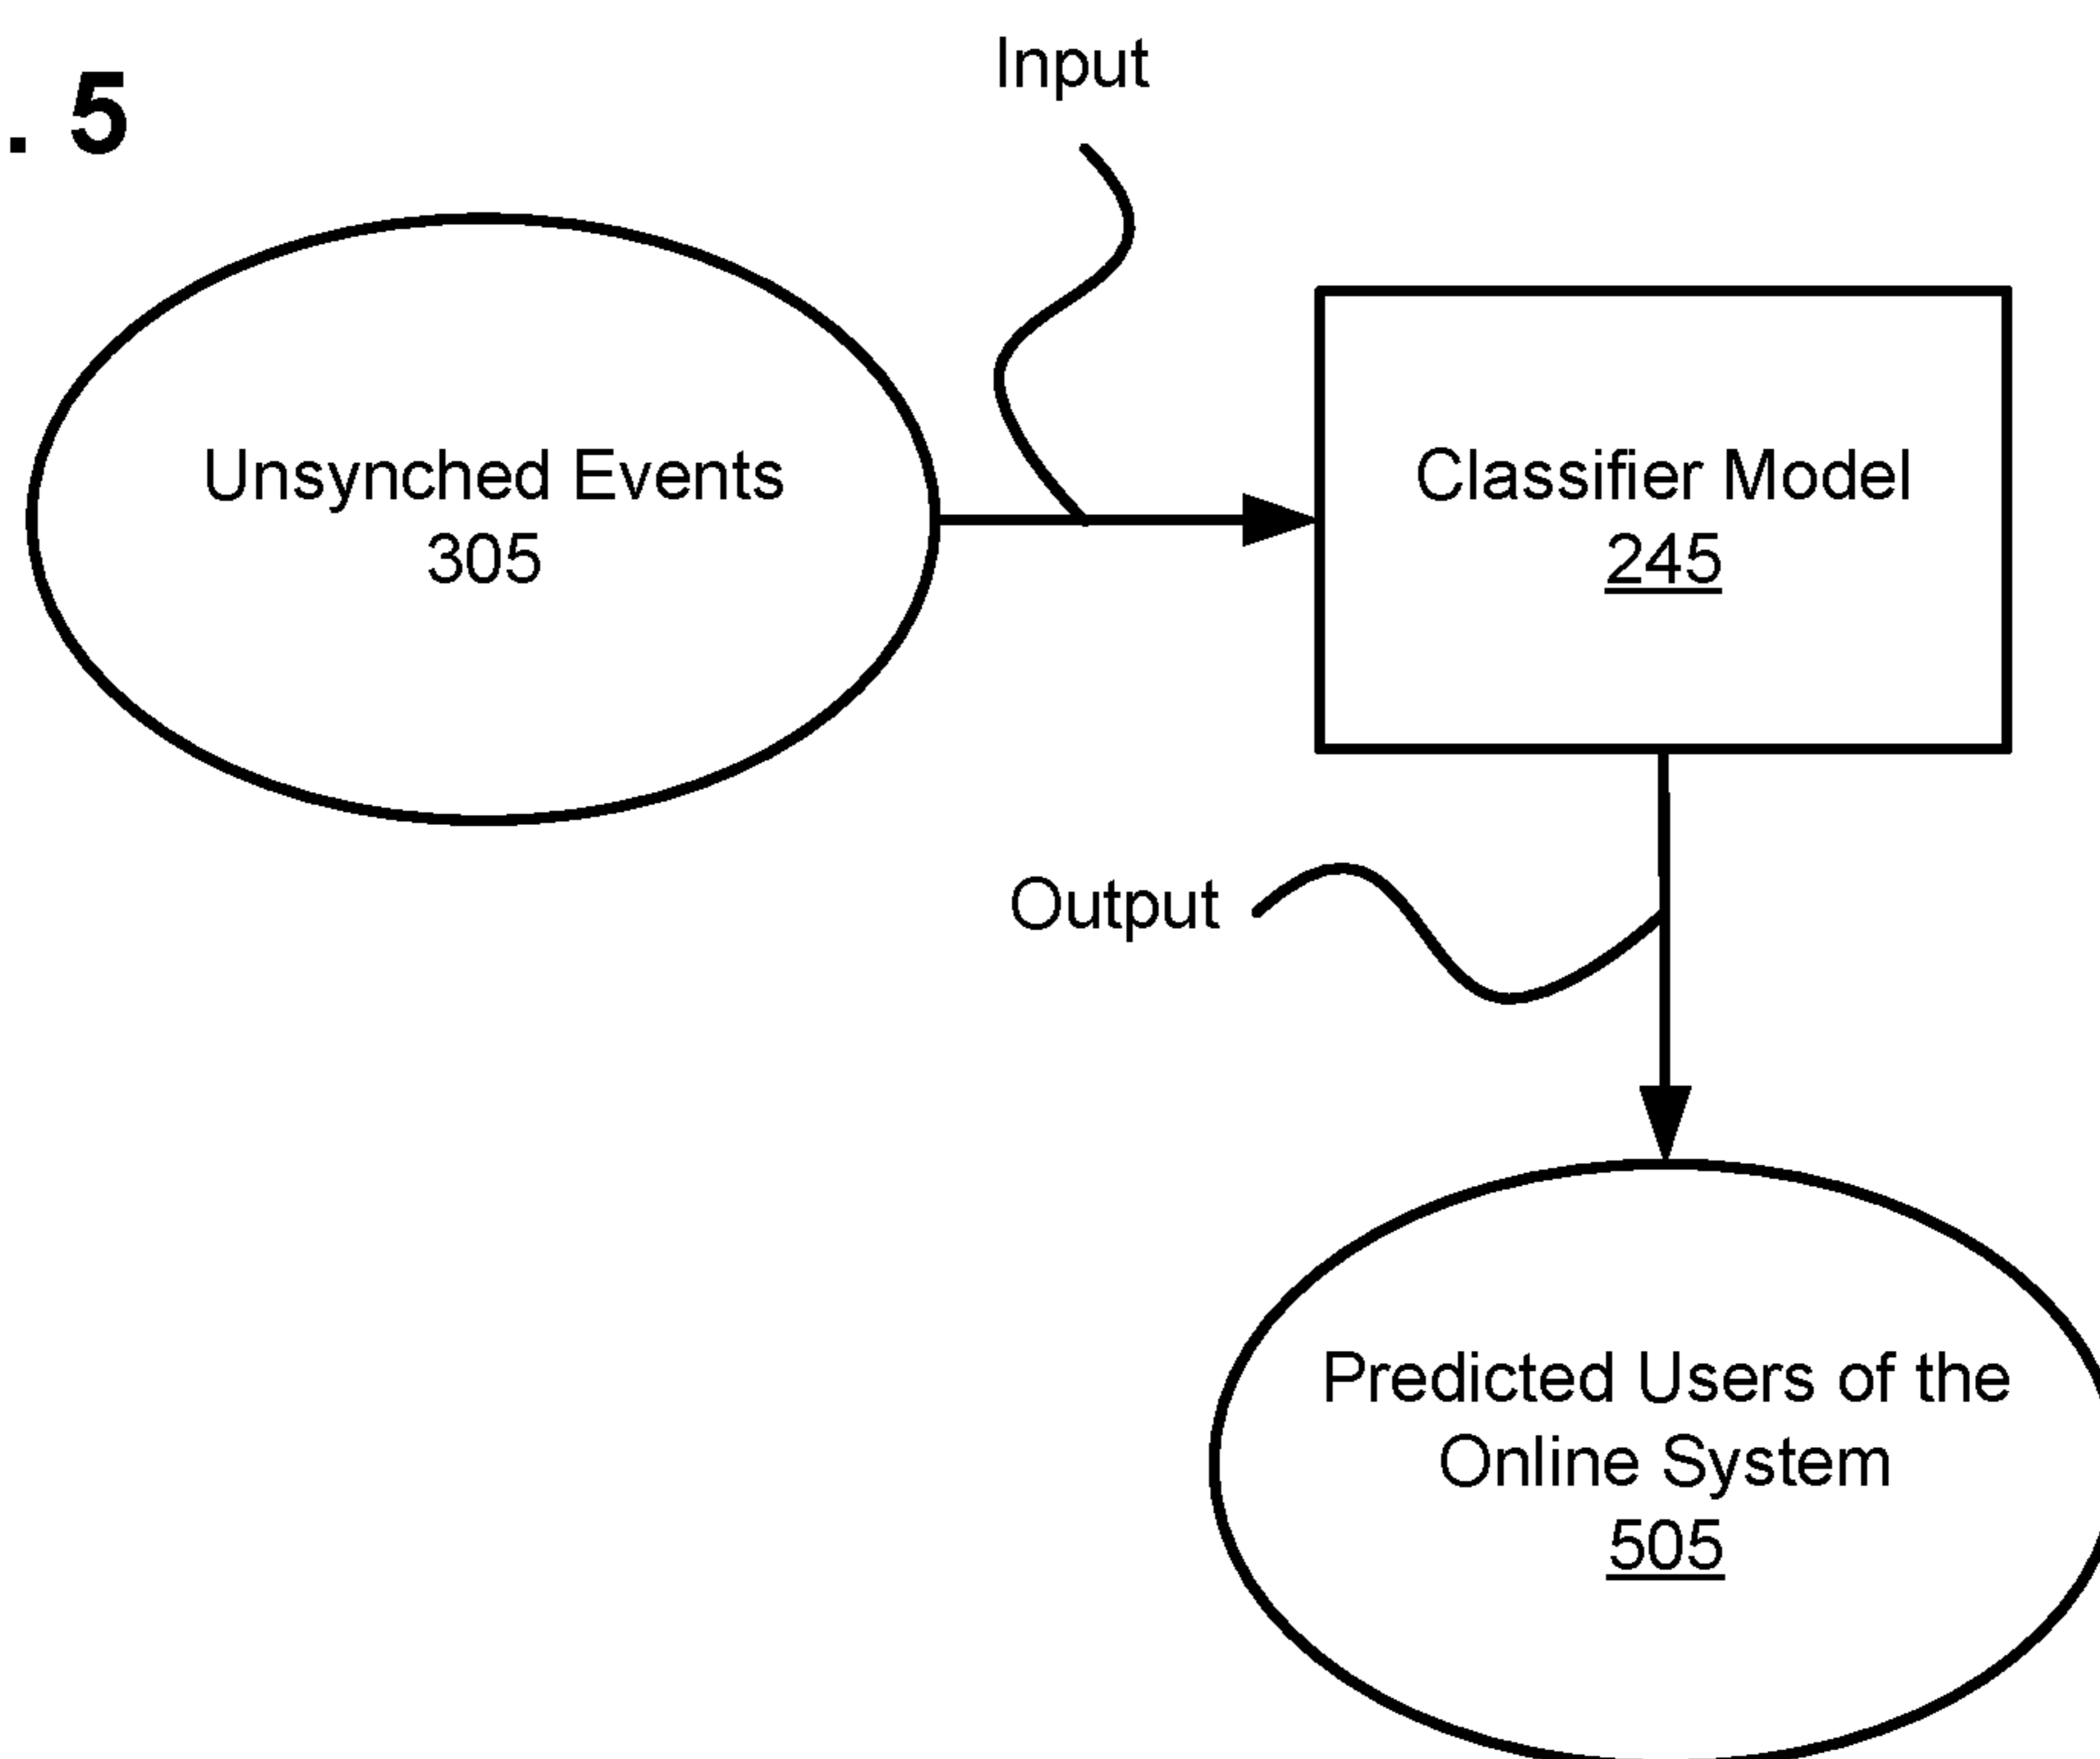 . 5
Input
Unsynched Events
305
Classifier Model
245
Output
Predicted Users of the
Online System
505